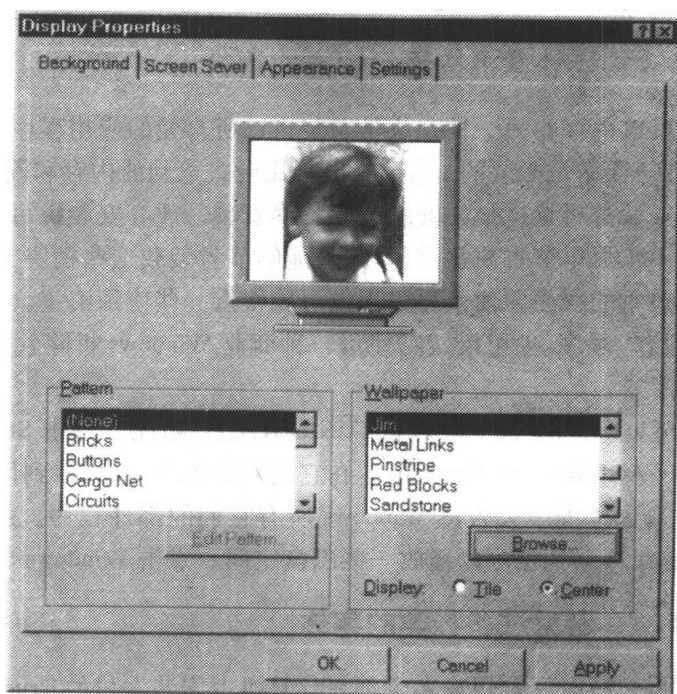 Display Properties
Background Screen Saver Appearance Settings
Pattern
(None)
Bricks
Buttons
Cargo Net
Circuits
Edit Pattern...
Wallpaper
Jim
Metal Links
Pinstripe
Red Blocks
Sandstone
Browse...
Display: Tile Center
OK Cancel Apply